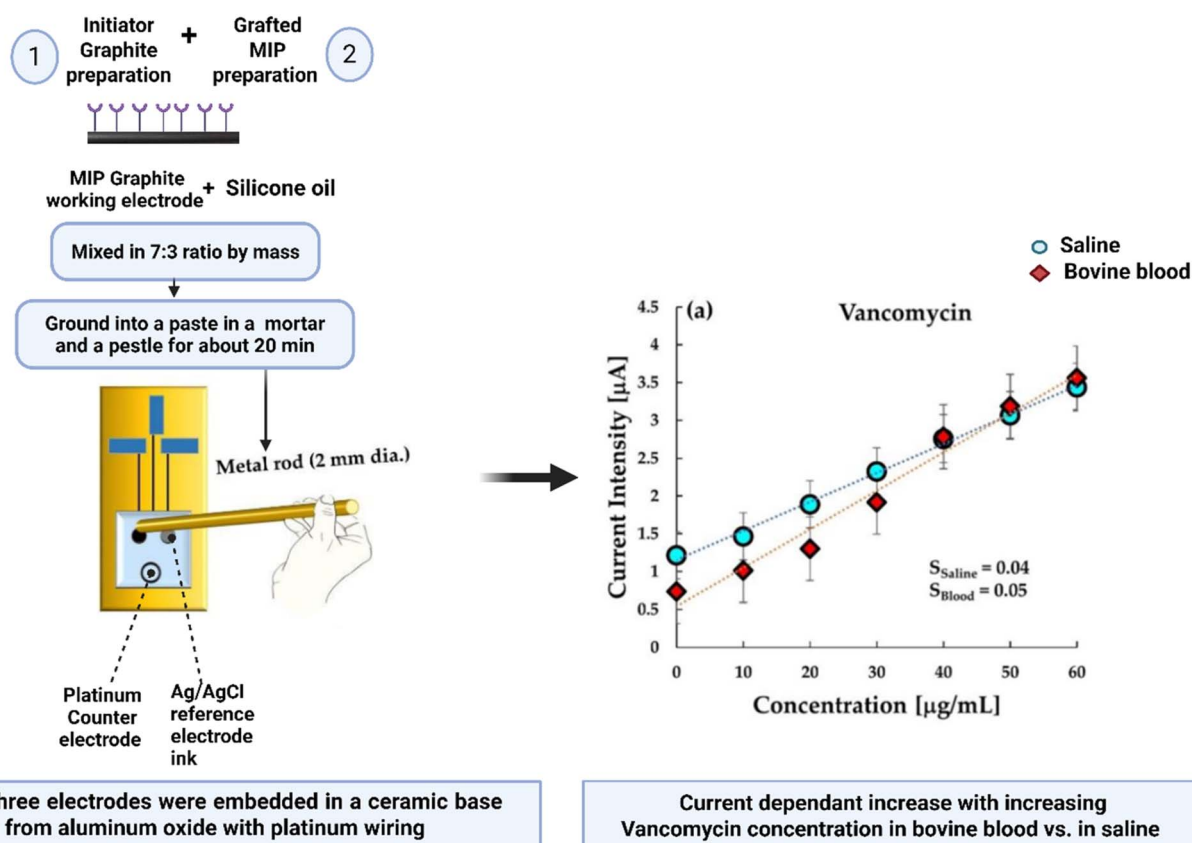 1
Initiator
Graphite
preparation
+
Grafted
MIP
preparation
2
MIP Graphite
working electrode
+ Silicone oil
Mixed in 7:3 ratio by mass
Ground into a paste in a mortar
and a pestle for about 20 min
Metal rod (2 mm dia.)
Platinum
Counter
electrode
Ag/AgCl
reference
electrode
ink
hree electrodes were embedded in a ceramic base
from aluminum oxide with platinum wiring
Saline
Bovine blood
(a)
Vancomycin
Current Intensity [µA]
4.5
4
3.5
3
2.5
2
1.5
1
0.5
0
S_Saline = 0.04
S_Blood = 0.05
0 10 20 30 40 50 60
Concentration [µg/mL]
Current dependant increase with increasing
Vancomycin concentration in bovine blood vs. in saline